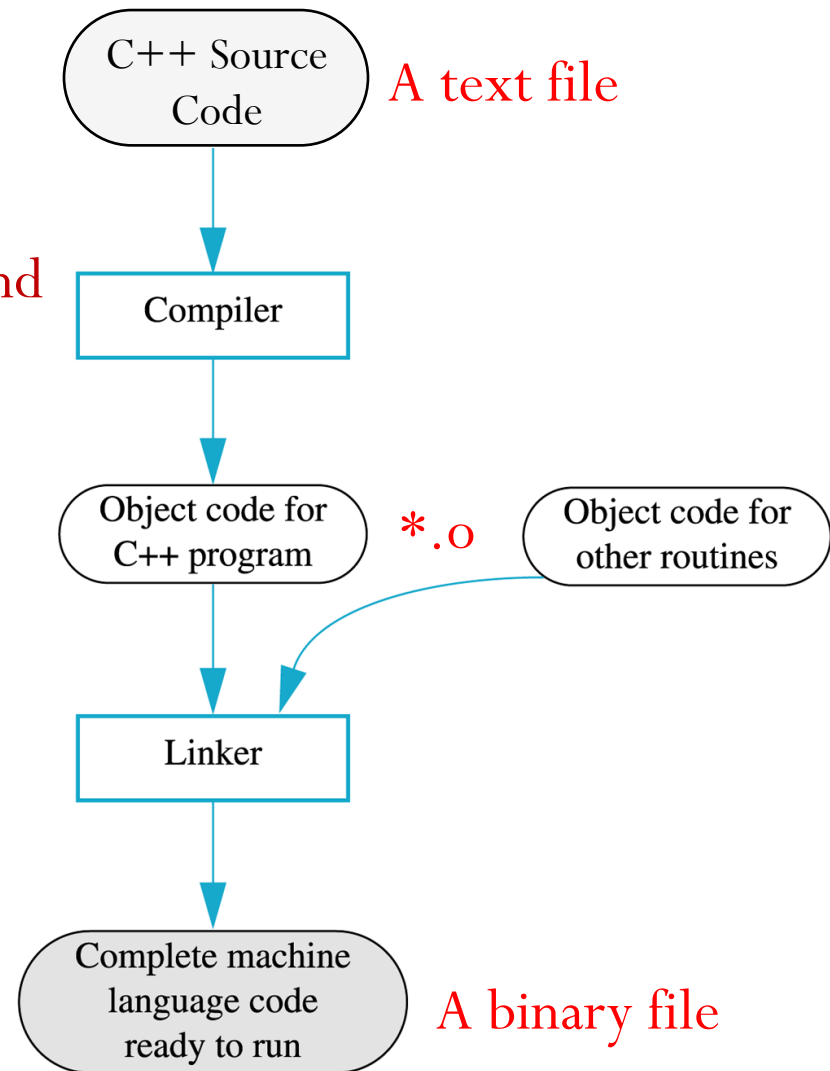 C++ Source
Code
A text file
nd
Compiler
Object code for
C++ program
*.o
Object code for
other routines
Linker
Complete machine
language code
ready to run
A binary file